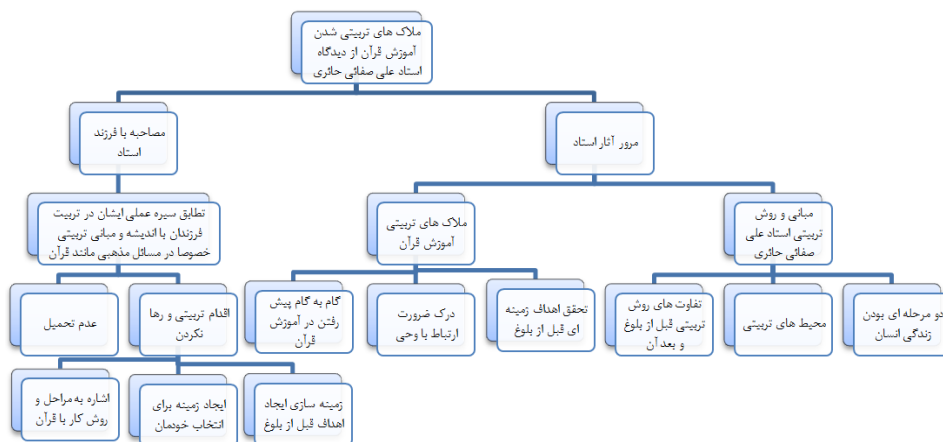 ملاک های تربیتی شدن
آموزش قرآن از دیدگاه
استاد علی صفائی حائری
مرور آثار استاد
مصاحبه با فرزند
استاد
مبانی و روش
تربیتی استاد علی
صفائی حائری
ملاک های تربیتی
آموزش قرآن
تطابق سیره عملی ایشان در تربیت
فرزندان با اندیشه و مبانی تربیتی
خصوصا در مسائل مذهبی مانند قرآن
دو مرحله ای بودن
زندگی انسان
محیط های تربیتی
تفاوت های روش
تربیتی قبل از بلوغ
و بعد آن
تحقق اهداف زمینه
ای قبل از بلوغ
درک ضرورت
ارتباط با وحی
گام به گام پیش
رفتن در آموزش
قرآن
اقدام تربیتی و رها
نکردن
عدم تحمیل
زمینه سازی ایجاد
اهداف قبل از بلوغ
ایجاد زمینه برای
انتخاب خودمان
اشاره به مراحل و
روش کار با قرآن